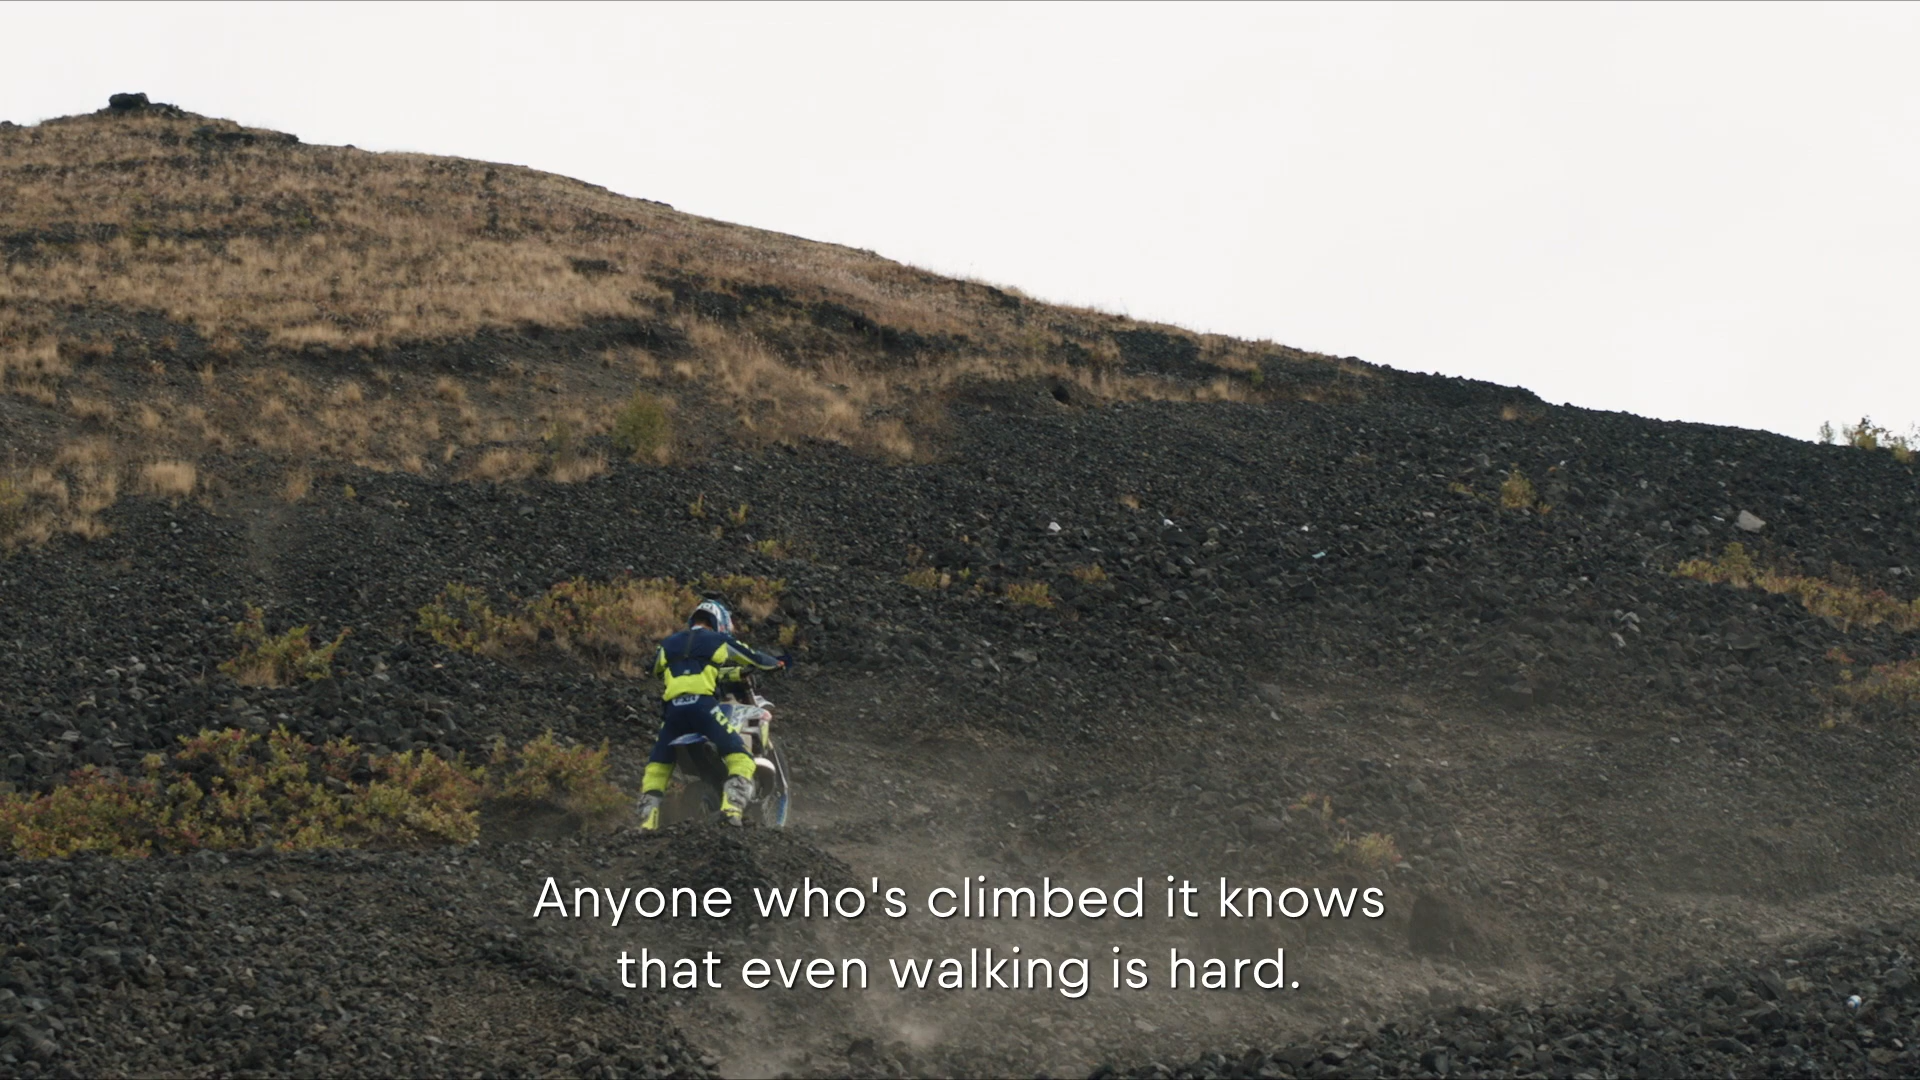 Anyone who's climbed it knows
that even walking is hard.